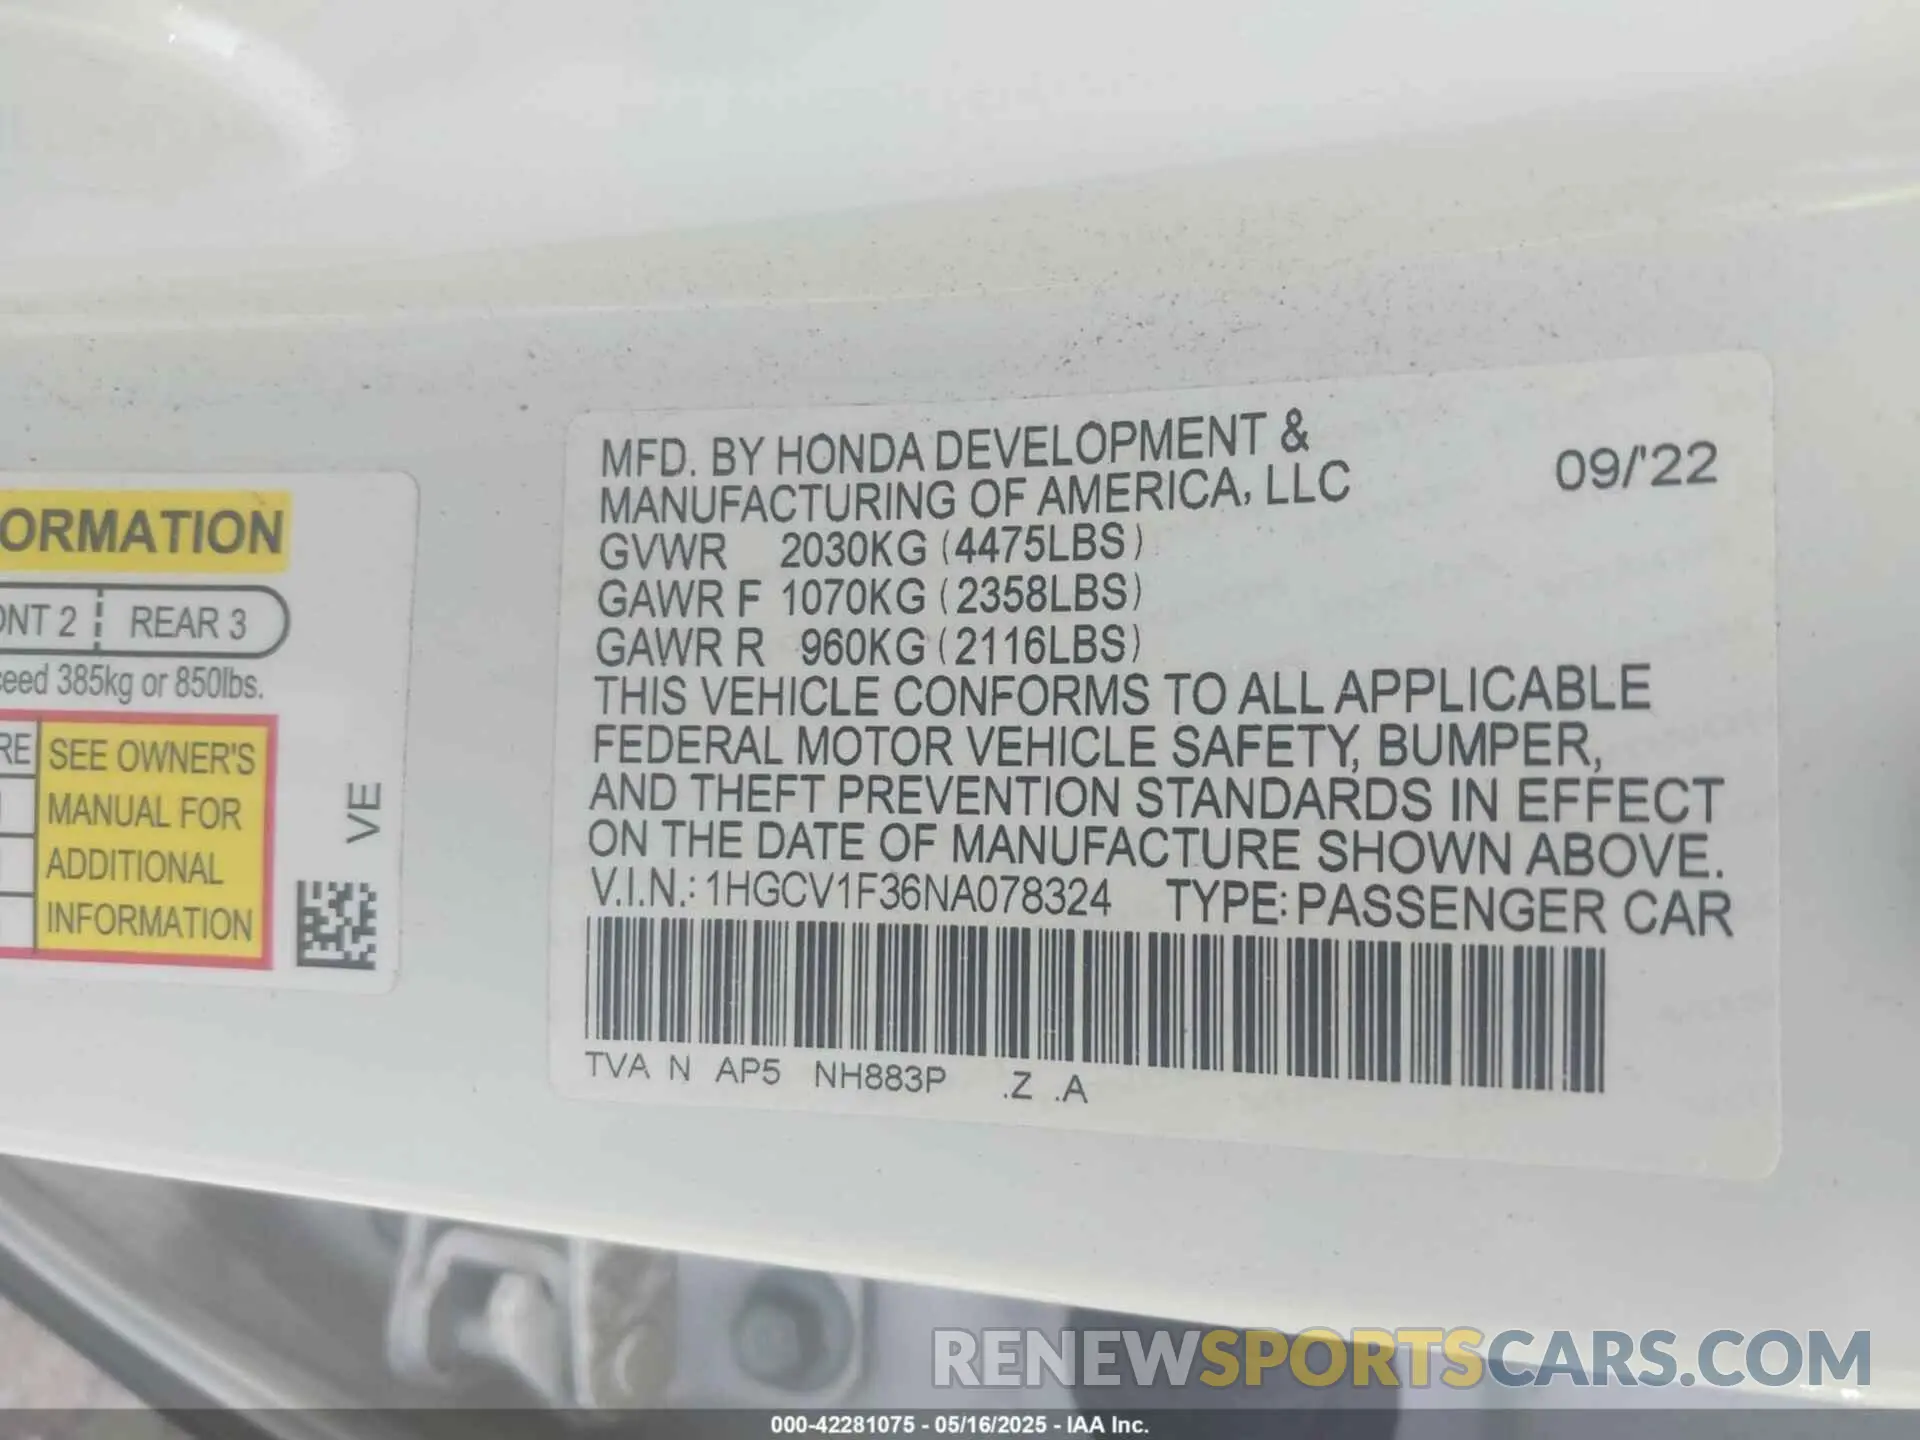 ORMATION
ONT 2 REAR 3
ceed 385kg or 850lbs.
RE
SEE OWNER'S
MANUAL FOR
ADDITIONAL
INFORMATION
VE
MFD. BY HONDA DEVELOPMENT &
MANUFACTURING OF AMERICA, LLC 09/'22
GVWR 2030KG (4475LBS)
GAWR F 1070KG (2358LBS)
GAWR R 960KG (2116LBS)
THIS VEHICLE CONFORMS TO ALL APPLICABLE
FEDERAL MOTOR VEHICLE SAFETY, BUMPER,
AND THEFT PREVENTION STANDARDS IN EFFECT
ON THE DATE OF MANUFACTURE SHOWN ABOVE.
V.I.N.: 1HGCV1F36NA078324 TYPE: PASSENGER CAR
TVA N AP5 NH883P .Z .A
RENEWSPORTSCARS.COM
000-42281075 - 05/16/2025 - IAA Inc.